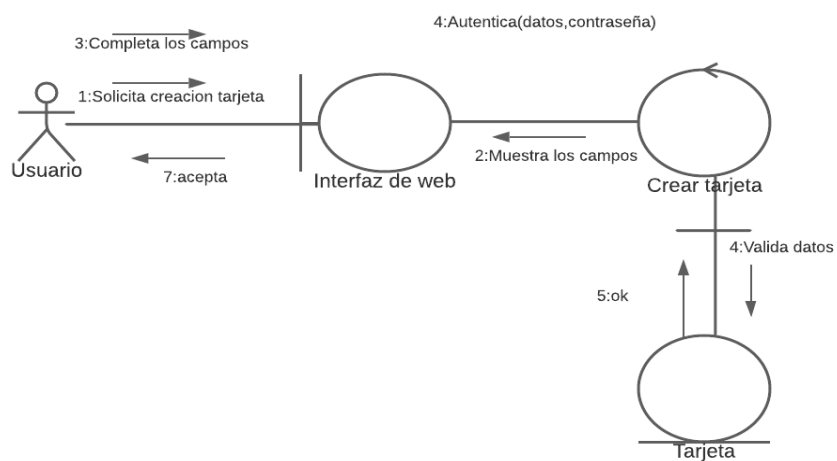 4:Autentica(datos,contraseña)
3:Completa los campos
1:Solicita creacion tarjeta
2:Muestra los campos
Usuario
7:acepta
Interfaz de web
Crear tarjeta
4:Valida datos
5:ok
Tarjeta